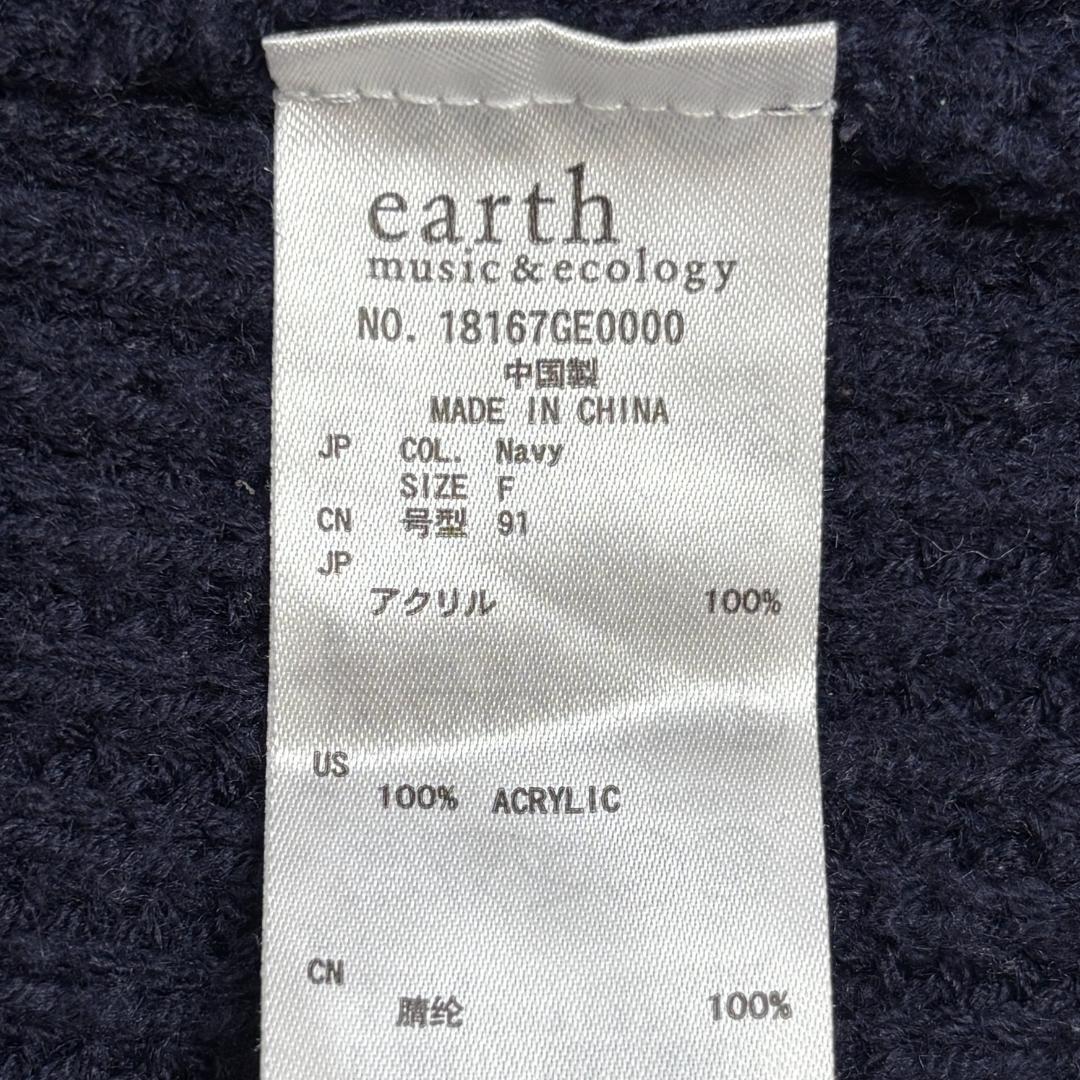 earth
music & ecology
NO. 18167GE0000
中国製
MADE IN CHINA
JP COL. Navy
SIZE F
CN 号型 91
JP
アクリル 100%
US
100% ACRYLIC
CN
腈纶 100%